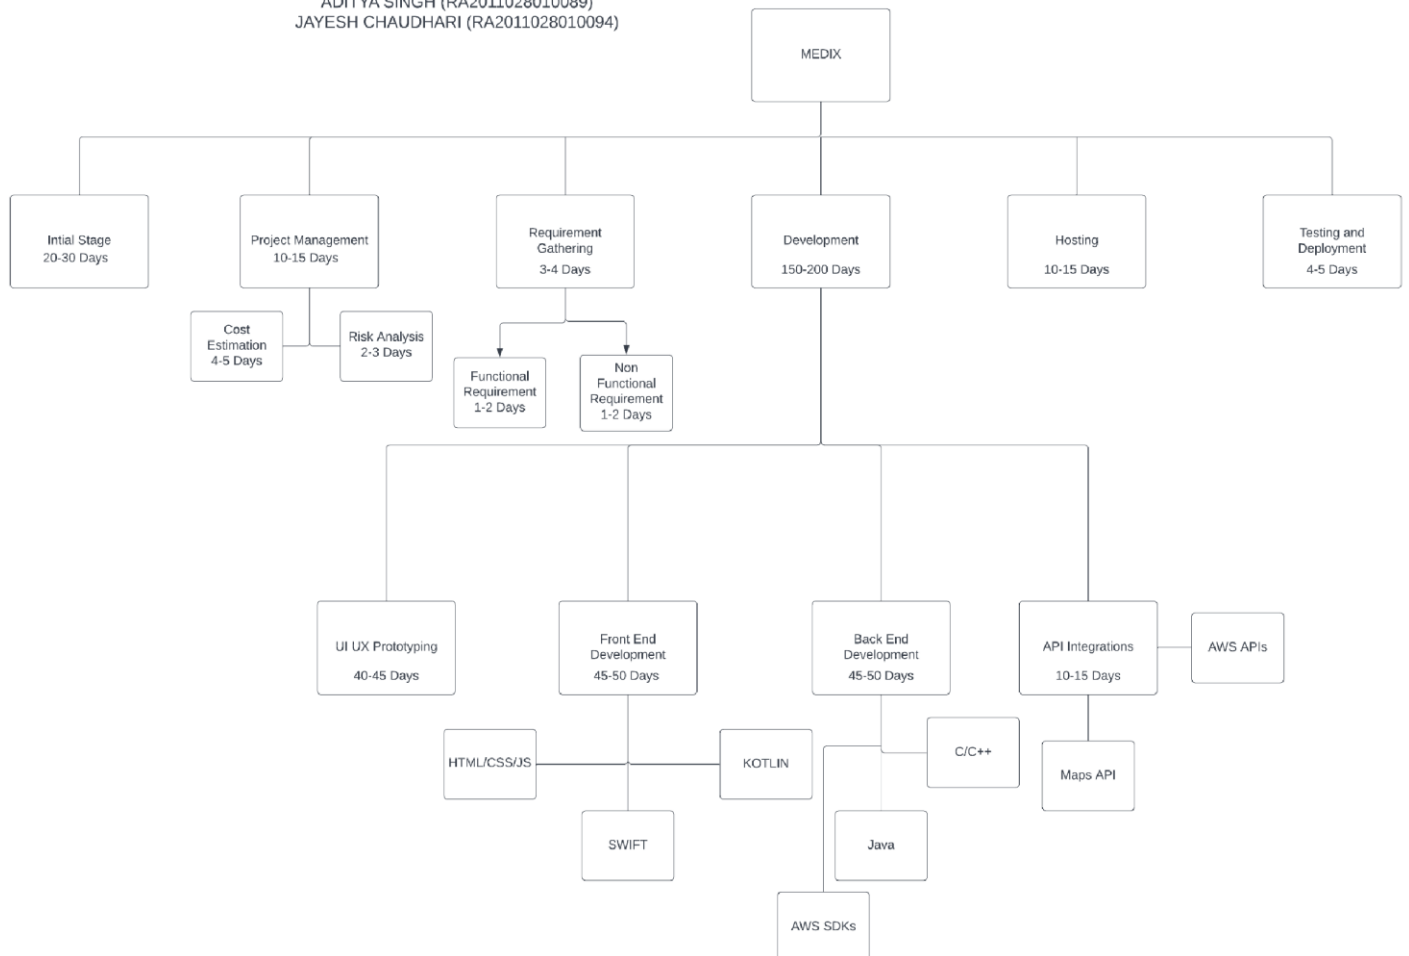 ADITYA SINGH (RA2011028010089)
JAYESH CHAUDHARI (RA2011028010094)
MEDIX
Intial Stage
20-30 Days
Project Management
10-15 Days
Requirement
Gathering
3-4 Days
Development
150-200 Days
Hosting
10-15 Days
Testing and
Deployment
4-5 Days
Cost
Estimation
4-5 Days
Risk Analysis
2-3 Days
Functional
Requirement
1-2 Days
Non
Functional
Requirement
1-2 Days
UI UX Prototyping
40-45 Days
Front End
Development
45-50 Days
Back End
Development
45-50 Days
API Integrations
10-15 Days
AWS APIs
HTML/CSS/JS
KOTLIN
SWIFT
C/C++
Java
AWS SDKs
Maps API